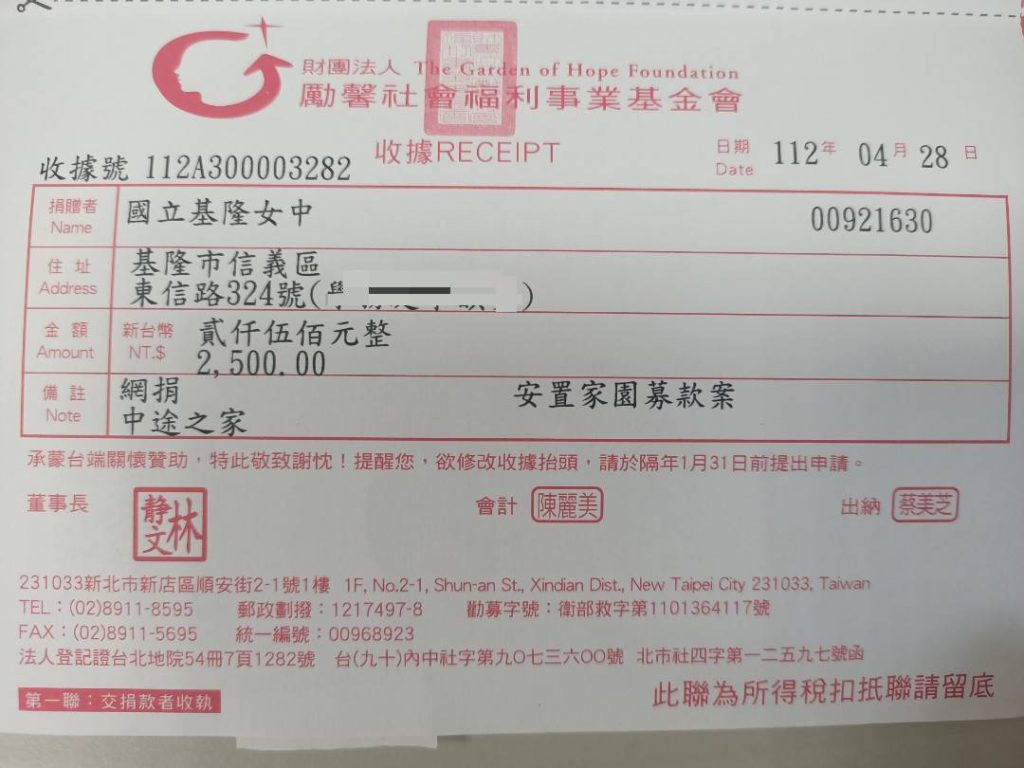 財團法人 The Garden of Hope Foundation
勵馨社會福利事業基金會
收據號 112A300003282
收據RECEIPT
日期 Date 112年 04月 28日
捐贈者 Name 國立基隆女中 00921630
住址 Address 基隆市信義區
東信路324號( )
金額 Amount 新台幣 NT.$ 貳仟伍佰元整
2,500.00
備註 Note 網捐 安置家園募款案
中途之家
承蒙台端關懷贊助，特此敬致謝忱！提醒您，欲修改收據抬頭，請於隔年1月31日前提出申請。
董事長 林靜文 會計 陳麗美 出納 蔡美芝
231033新北市新店區順安街2-1號1樓 1F, No.2-1, Shun-an St., Xindian Dist., New Taipei City 231033, Taiwan
TEL：(02)8911-8595 郵政劃撥：1217497-8 勸募字號：衛部救字第1101364117號
FAX：(02)8911-5695 統一編號：00968923
法人登記證台北地院54冊7頁1282號 台(九十)內中社字第九０七三六００號 北市社四字第一二五九七號函
第一聯：交捐款者收執
此聯為所得稅扣抵聯請留底